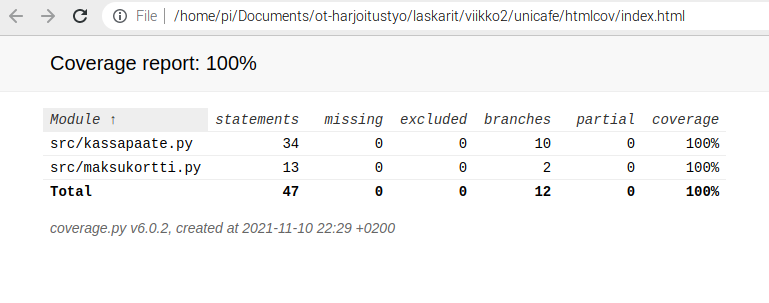 File | /home/pi/Documents/ot-harjoitustyo/laskarit/viikko2/unicafe/htmlcov/index.html
Coverage report: 100%
Module ↑ statements missing excluded branches partial coverage
src/kassapaate.py 34 0 0 10 0 100%
src/maksukortti.py 13 0 0 2 0 100%
Total 47 0 0 12 0 100%
coverage.py v6.0.2, created at 2021-11-10 22:29 +0200